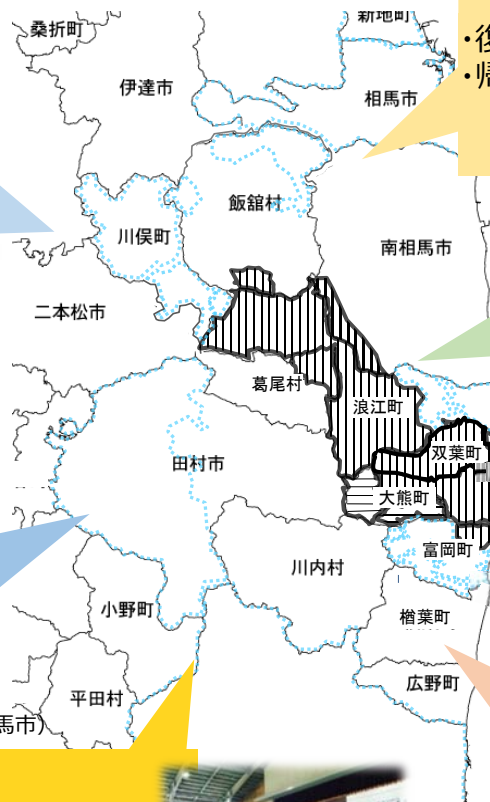 新地町
・復
桑折町
・帰
伊達市
相馬市
飯舘村
川俣町
南相馬市
二本松市
葛尾村
浪江町
双葉町
田村市
大熊町
富岡町
川内村
小野町
楢葉町
広野町
平田村
馬市）